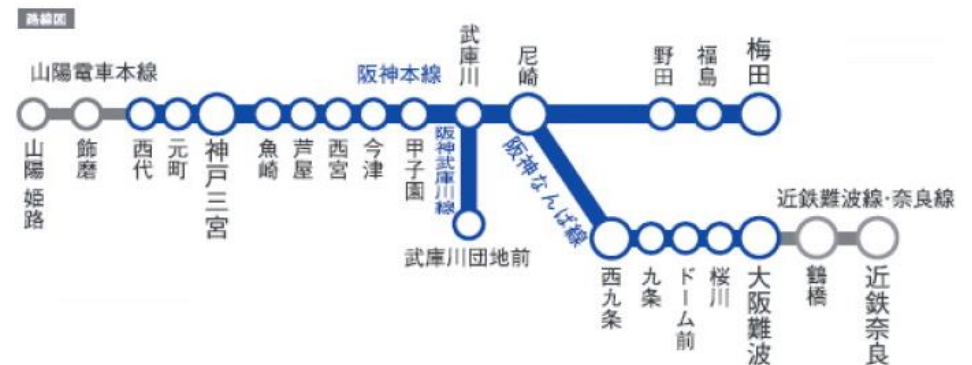 路線図
山陽電車本線
阪神本線
武庫川
尼崎
野田
福島
梅田
山陽 姫路
飾磨
西代
元町
神戸三宮
魚崎
芦屋
西宮
今津
甲子園
阪神武庫川線
阪神なんば線
武庫川団地前
近鉄難波線・奈良線
西九条
九条
ドーム前
桜川
大阪難波
鶴橋
近鉄奈良